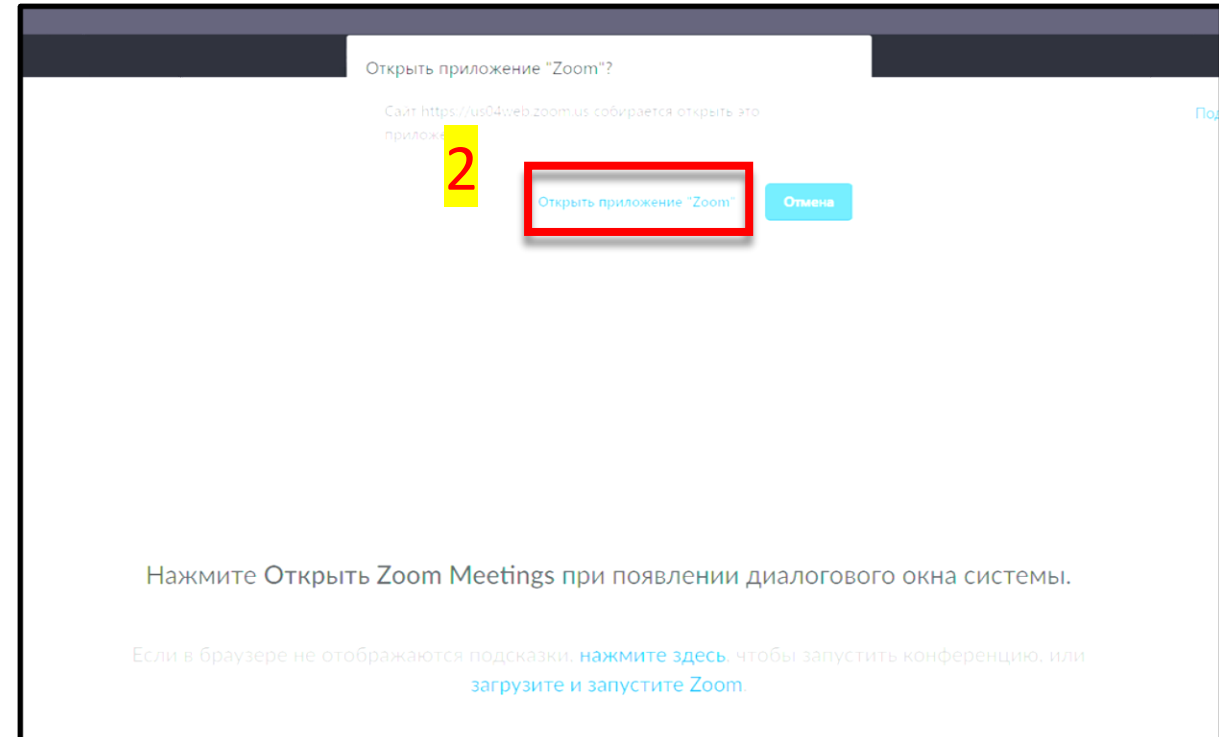 Открыть приложение "Zoom"?
Сайт https://us04web.zoom.us собирается открыть это
Под
2
Открыть приложение "Zoom"
Отмена
Нажмите Открыть Zoom Meetings при появлении диалогового окна системы.
Если в браузере не отображаются подсказки, нажмите здесь, чтобы запустить конференцию, или
загрузите и запустите Zoom.